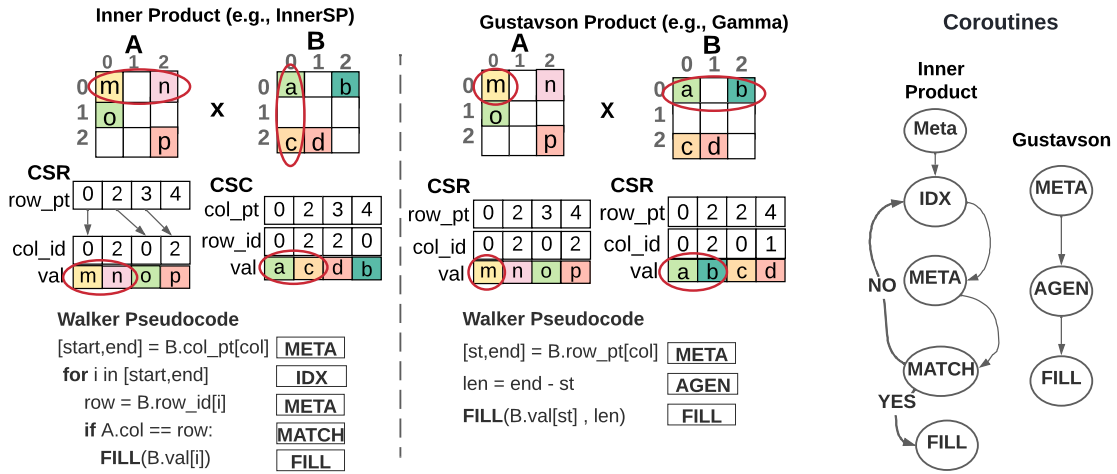 Inner Product (e.g., InnerSP)
A
0 1 2
0 m n
1 o
2 p
X
B
0 1 2
0 a b
1
2 c d
CSR
row_pt 0 2 3 4
col_id 0 2 0 2
val m n o p
CSC
col_pt 0 2 3 4
row_id 0 2 2 0
val a c d b
Walker Pseudocode
[start,end] = B.col_pt[col] META
for i in [start,end] IDX
row = B.row_id[i] META
if A.col == row: MATCH
FILL(B.val[i]) FILL
Gustavson Product (e.g., Gamma)
A
0 1 2
0 m n
1 o
2 p
X
B
0 1 2
0 a b
1
2 c d
CSR
row_pt 0 2 3 4
col_id 0 2 0 2
val m n o p
CSR
row_pt 0 2 2 4
col_id 0 2 0 1
val a b c d
Walker Pseudocode
[st,end] = B.row_pt[col] META
len = end - st AGEN
FILL(B.val[st] , len) FILL
Coroutines
Inner
Product
Meta
IDX
META
NO
MATCH
YES
FILL
Gustavson
META
AGEN
FILL